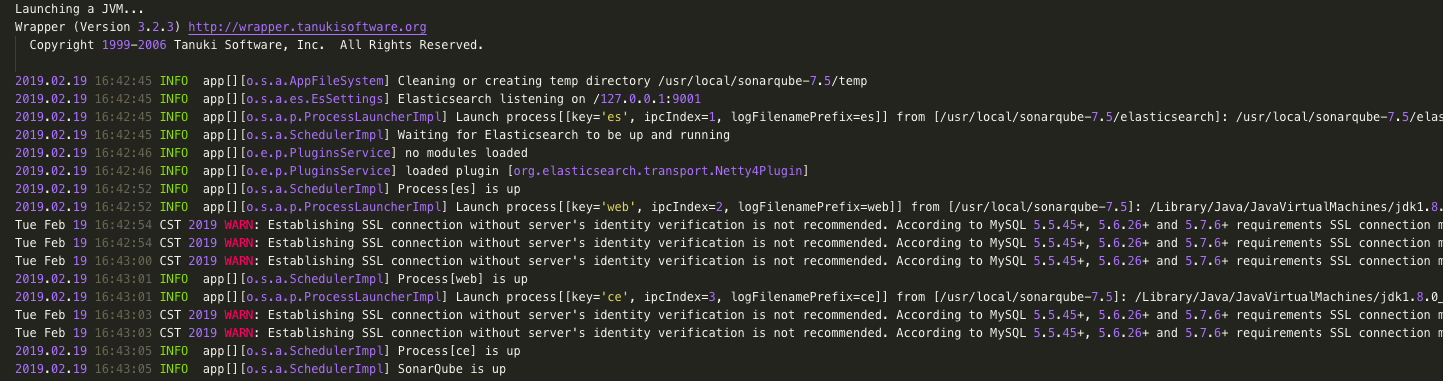 Launching a JVM...
Wrapper (Version 3.2.3) http://wrapper.tanukisoftware.org
Copyright 1999-2006 Tanuki Software, Inc.  All Rights Reserved.
2019.02.19 16:42:45 INFO  app[][o.s.a.AppFileSystem] Cleaning or creating temp directory /usr/local/sonarqube-7.5/temp
2019.02.19 16:42:45 INFO  app[][o.s.a.es.EsSettings] Elasticsearch listening on /127.0.0.1:9001
2019.02.19 16:42:45 INFO  app[][o.s.a.p.ProcessLauncherImpl] Launch process[[key='es', ipcIndex=1, logFilenamePrefix=es]] from [/usr/local/sonarqube-7.5/elasticsearch]: /usr/local/sonarqube-7.5/elas
2019.02.19 16:42:45 INFO  app[][o.s.a.SchedulerImpl] Waiting for Elasticsearch to be up and running
2019.02.19 16:42:46 INFO  app[][o.e.p.PluginsService] no modules loaded
2019.02.19 16:42:46 INFO  app[][o.e.p.PluginsService] loaded plugin [org.elasticsearch.transport.Netty4Plugin]
2019.02.19 16:42:52 INFO  app[][o.s.a.SchedulerImpl] Process[es] is up
2019.02.19 16:42:52 INFO  app[][o.s.a.p.ProcessLauncherImpl] Launch process[[key='web', ipcIndex=2, logFilenamePrefix=web]] from [/usr/local/sonarqube-7.5]: /Library/Java/JavaVirtualMachines/jdk1.8.
Tue Feb 19 16:42:54 CST 2019 WARN: Establishing SSL connection without server's identity verification is not recommended. According to MySQL 5.5.45+, 5.6.26+ and 5.7.6+ requirements SSL connection m
Tue Feb 19 16:42:54 CST 2019 WARN: Establishing SSL connection without server's identity verification is not recommended. According to MySQL 5.5.45+, 5.6.26+ and 5.7.6+ requirements SSL connection m
Tue Feb 19 16:43:00 CST 2019 WARN: Establishing SSL connection without server's identity verification is not recommended. According to MySQL 5.5.45+, 5.6.26+ and 5.7.6+ requirements SSL connection m
2019.02.19 16:43:01 INFO  app[][o.s.a.SchedulerImpl] Process[web] is up
2019.02.19 16:43:01 INFO  app[][o.s.a.p.ProcessLauncherImpl] Launch process[[key='ce', ipcIndex=3, logFilenamePrefix=ce]] from [/usr/local/sonarqube-7.5]: /Library/Java/JavaVirtualMachines/jdk1.8.0_
Tue Feb 19 16:43:03 CST 2019 WARN: Establishing SSL connection without server's identity verification is not recommended. According to MySQL 5.5.45+, 5.6.26+ and 5.7.6+ requirements SSL connection m
Tue Feb 19 16:43:03 CST 2019 WARN: Establishing SSL connection without server's identity verification is not recommended. According to MySQL 5.5.45+, 5.6.26+ and 5.7.6+ requirements SSL connection m
2019.02.19 16:43:05 INFO  app[][o.s.a.SchedulerImpl] Process[ce] is up
2019.02.19 16:43:05 INFO  app[][o.s.a.SchedulerImpl] SonarQube is up